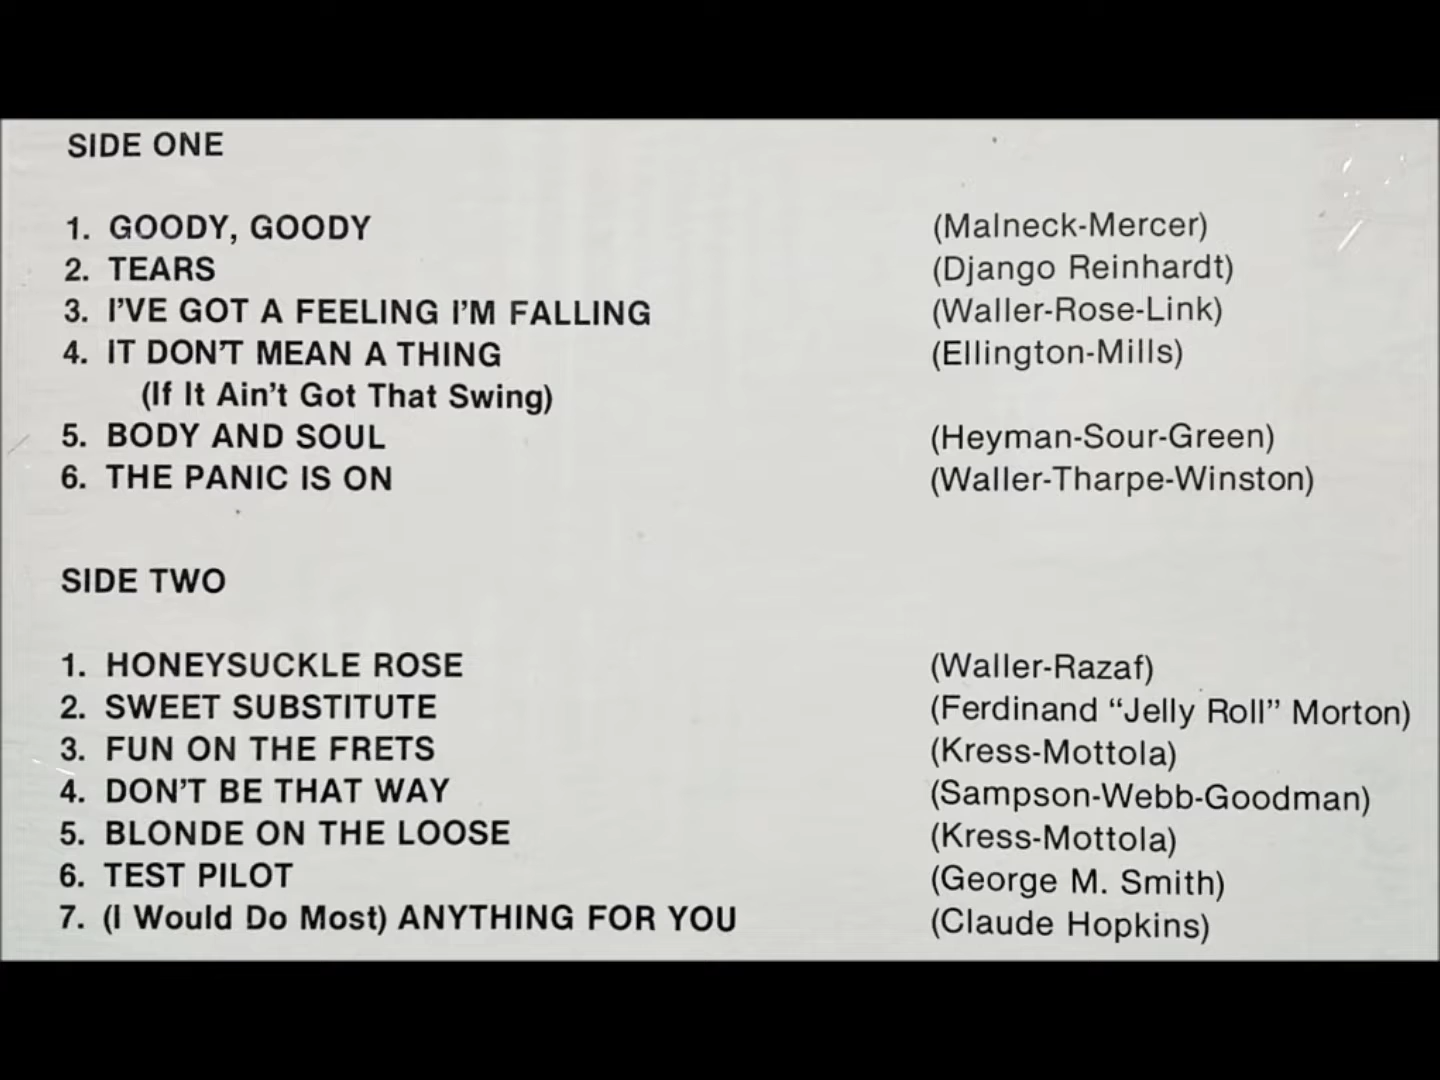 SIDE ONE
1. GOODY, GOODY (Malneck-Mercer)
2. TEARS (Django Reinhardt)
3. I'VE GOT A FEELING I'M FALLING (Waller-Rose-Link)
4. IT DON'T MEAN A THING (Ellington-Mills)
(If It Ain't Got That Swing)
5. BODY AND SOUL (Heyman-Sour-Green)
6. THE PANIC IS ON (Waller-Tharpe-Winston)
SIDE TWO
1. HONEYSUCKLE ROSE (Waller-Razaf)
2. SWEET SUBSTITUTE (Ferdinand “Jelly Roll” Morton)
3. FUN ON THE FRETS (Kress-Mottola)
4. DON'T BE THAT WAY (Sampson-Webb-Goodman)
5. BLONDE ON THE LOOSE (Kress-Mottola)
6. TEST PILOT (George M. Smith)
7. (I Would Do Most) ANYTHING FOR YOU (Claude Hopkins)